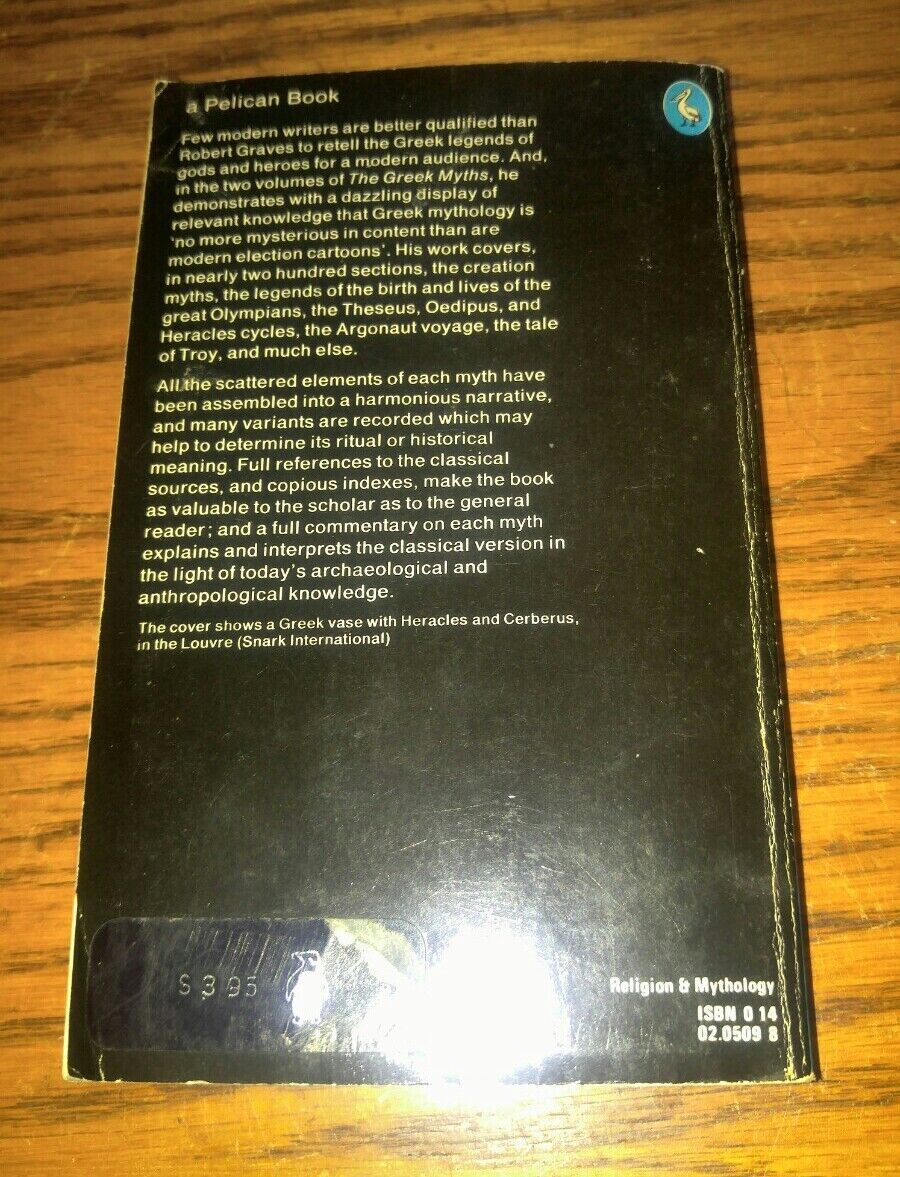 a Pelican Book
Few modern writers are better qualified than
Robert Graves to retell the Greek legends of
gods and heroes for a modern audience. And,
in the two volumes of The Greek Myths, he
demonstrates with a dazzling display of
relevant knowledge that Greek mythology is
'no more mysterious in content than are
modern election cartoons'. His work covers,
in nearly two hundred sections, the creation
myths, the legends of the birth and lives of the
great Olympians, the Theseus, Oedipus, and
Heracles cycles, the Argonaut voyage, the tale
of Troy, and much else.
All the scattered elements of each myth have
been assembled into a harmonious narrative,
and many variants are recorded which may
help to determine its ritual or historical
meaning. Full references to the classical
sources, and copious indexes, make the book
as valuable to the scholar as to the general
reader; and a full commentary on each myth
explains and interprets the classical version in
the light of today's archaeological and
anthropological knowledge.
The cover shows a Greek vase with Heracles and Cerberus,
in the Louvre (Snark International)
$ 3 95
Religion & Mythology
ISBN 0 14
02.0509 8